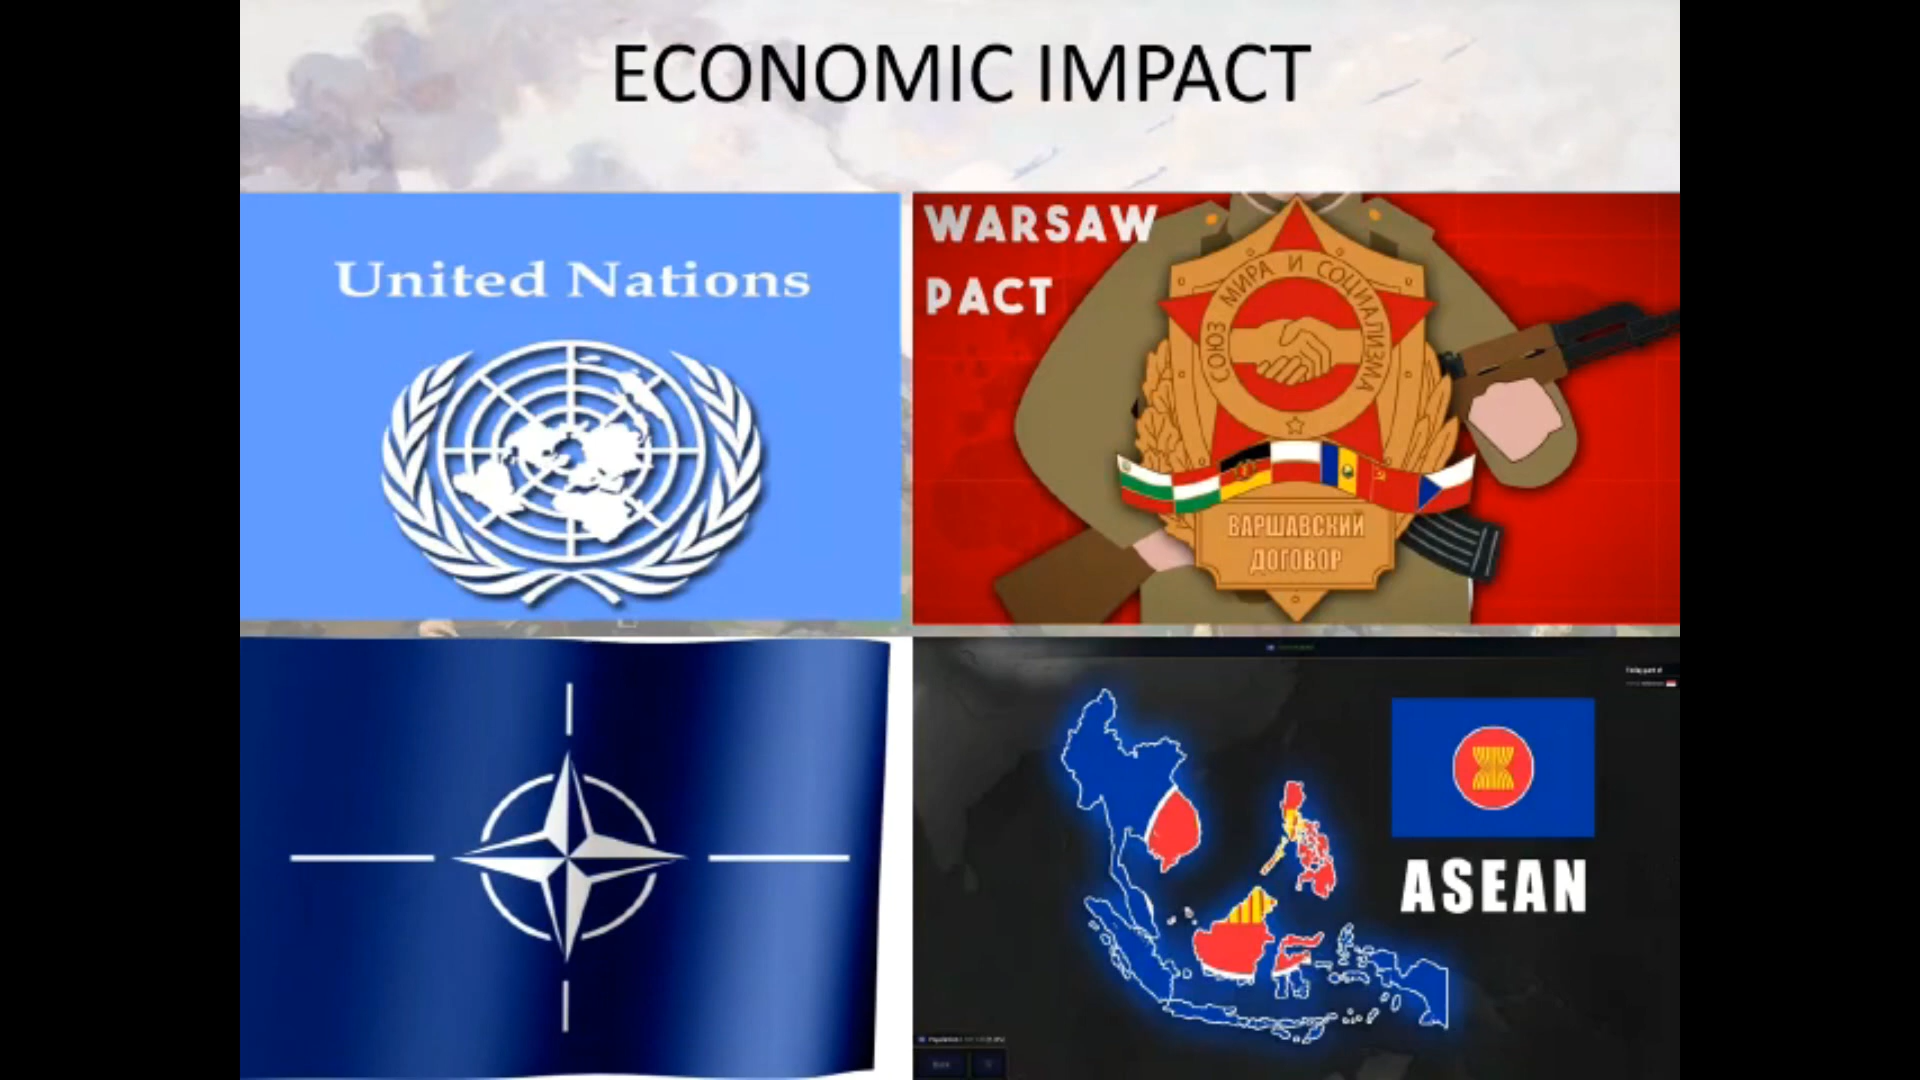 ECONOMIC IMPACT
United Nations
WARSAW
PACT
СОЮЗ МИРА И СОЦИАЛИЗМА
ВАРШАВСКИЙ
ДОГОВОР
ASEAN